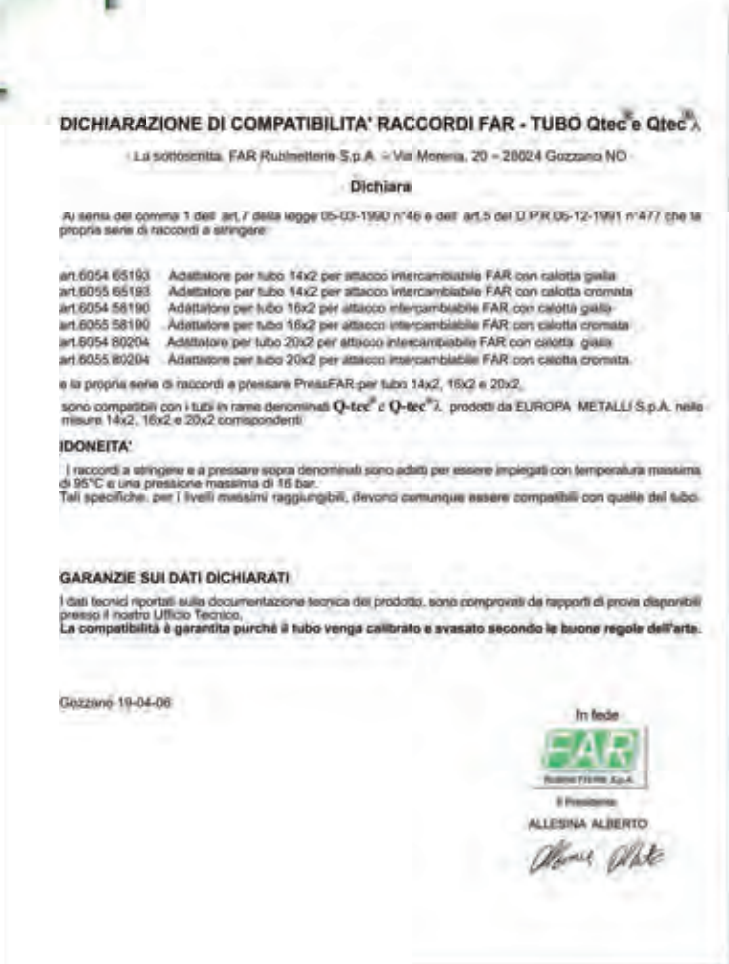 DICHIARAZIONE DI COMPATIBILITA' RACCORDI FAR - TUBO Qtec® e Qtec®λ
La sottoscritta, FAR Rubinetterie S.p.A. – Via Morena, 20 – 28024 Gozzano NO
Dichiara
Ai sensi del comma 1 dell' art.7 della legge 05-03-1990 n°46 e dell' art.5 del D.P.R.06-12-1991 n°477 che la
propria serie di raccordi a stringere:
art.6054 65193 Adattatore per tubo 14x2 per attacco intercambiabile FAR con calotta gialla
art.6055 65193 Adattatore per tubo 14x2 per attacco intercambiabile FAR con calotta cromata
art.6054 58190 Adattatore per tubo 16x2 per attacco intercambiabile FAR con calotta gialla
art.6055 58190 Adattatore per tubo 16x2 per attacco intercambiabile FAR con calotta cromata
art.6054 80204 Adattatore per tubo 20x2 per attacco intercambiabile FAR con calotta gialla
art.6055 80204 Adattatore per tubo 20x2 per attacco intercambiabile FAR con calotta cromata
e la propria serie di raccordi a pressare PressFAR per tubo 14x2, 16x2 e 20x2,
sono compatibili con i tubi in rame denominati Q-tec® e Q-tec®λ prodotti da EUROPA METALLI S.p.A. nelle
misure 14x2, 16x2 e 20x2 corrispondenti
IDONEITA'
I raccordi a stringere e a pressare sopra denominati sono adatti per essere impiegati con temperatura massima
di 95°C e una pressione massima di 16 bar.
Tali specifiche, per i livelli massimi raggiungibili, devono comunque essere compatibili con quelle del tubo.
GARANZIE SUI DATI DICHIARATI
I dati tecnici riportati sulla documentazione tecnica del prodotto, sono comprovati da rapporti di prova disponibili
presso il nostro Ufficio Tecnico.
La compatibilità è garantita purché il tubo venga calibrato e svasato secondo le buone regole dell'arte.
Gozzano 19-04-06
In fede
FAR
Rubinetterie S.p.A.
Il Presidente
ALLESINA ALBERTO